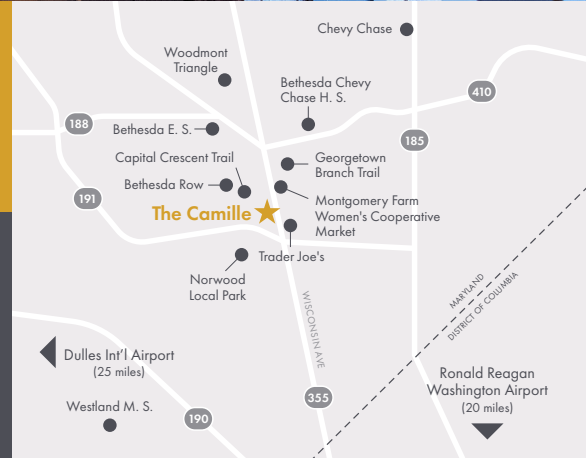 Chevy Chase
Woodmont
Triangle
Bethesda Chevy
Chase H. S.
410
188
Bethesda E. S.
185
Capital Crescent Trail
Georgetown
Branch Trail
Bethesda Row
191
Montgomery Farm
Women's Cooperative
Market
The Camille
Trader Joe's
Norwood
Local Park
MARYLAND
DISTRICT OF COLUMBIA
WISCONSIN AVE
Dulles Int'l Airport
(25 miles)
Ronald Reagan
Washington Airport
(20 miles)
355
Westland M. S.
190